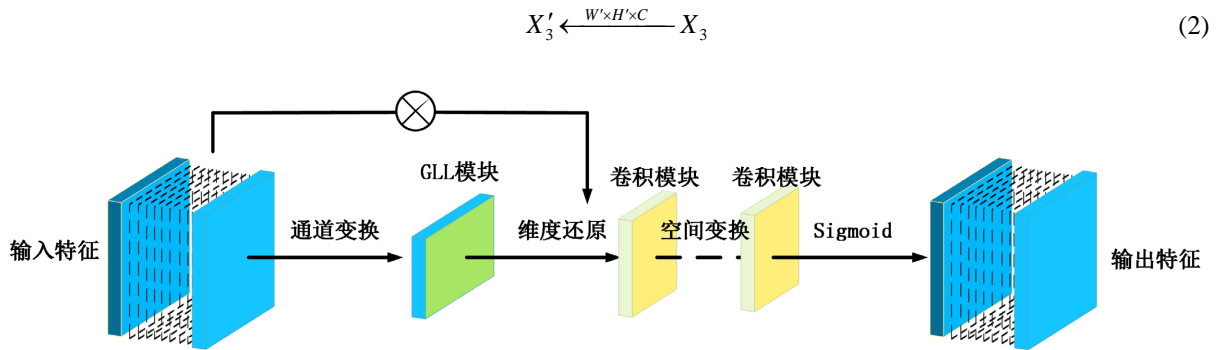 X₃′ ←W′×H′×C— X₃ (2)
GLL模块
卷积模块
卷积模块
输入特征
通道变换
维度还原
空间变换
Sigmoid
输出特征